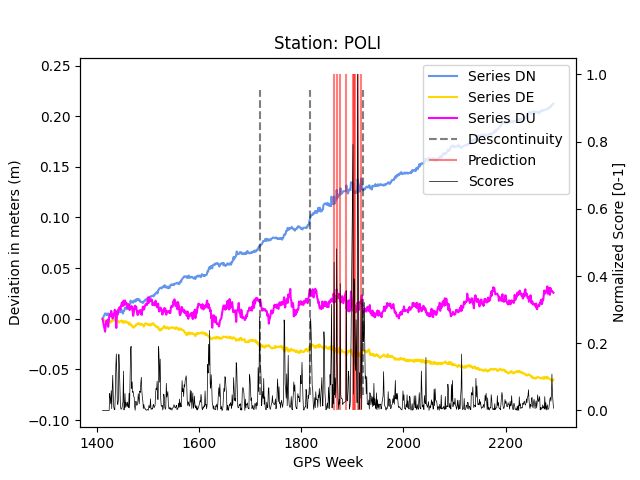 Station: POLI
0.25
0.20
0.15
0.10
0.05
0.00
−0.05
−0.10
Deviation in meters (m)
1400
1600
1800
2000
2200
GPS Week
1.0
0.8
0.6
0.4
0.2
0.0
Normalized Score [0-1]
Series DN
Series DE
Series DU
Descontinuity
Prediction
Scores